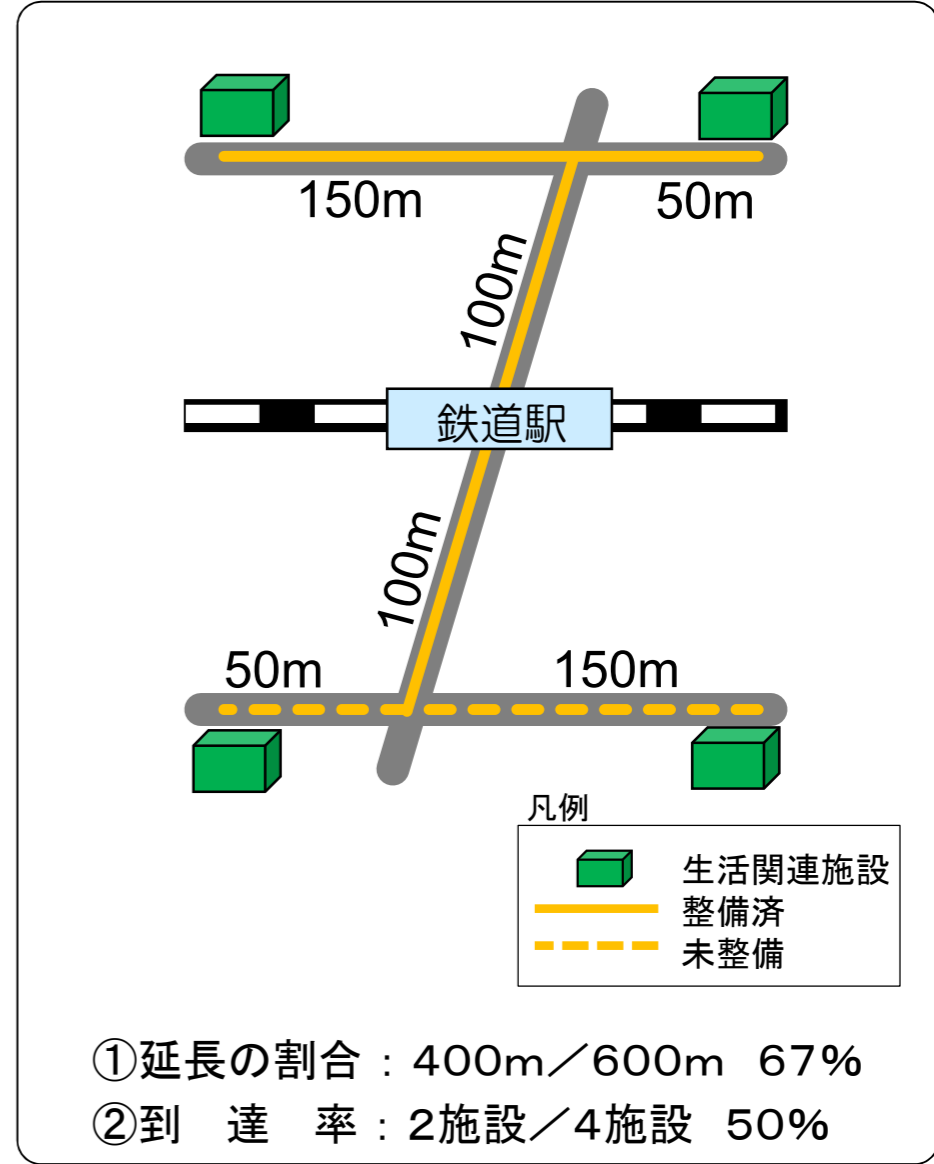 150m
50m
100m
鉄道駅
100m
50m
150m
凡例
生活関連施設
整備済
未整備
①延長の割合：400m／600m 67%
②到　達　率：2施設／4施設 50%